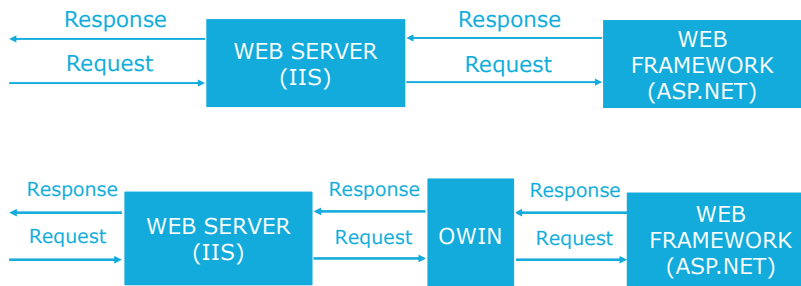 Response
Request
WEB SERVER
(IIS)
Response
Request
WEB
FRAMEWORK
(ASP.NET)
Response
Request
WEB SERVER
(IIS)
Response
Request
OWIN
Response
Request
WEB
FRAMEWORK
(ASP.NET)